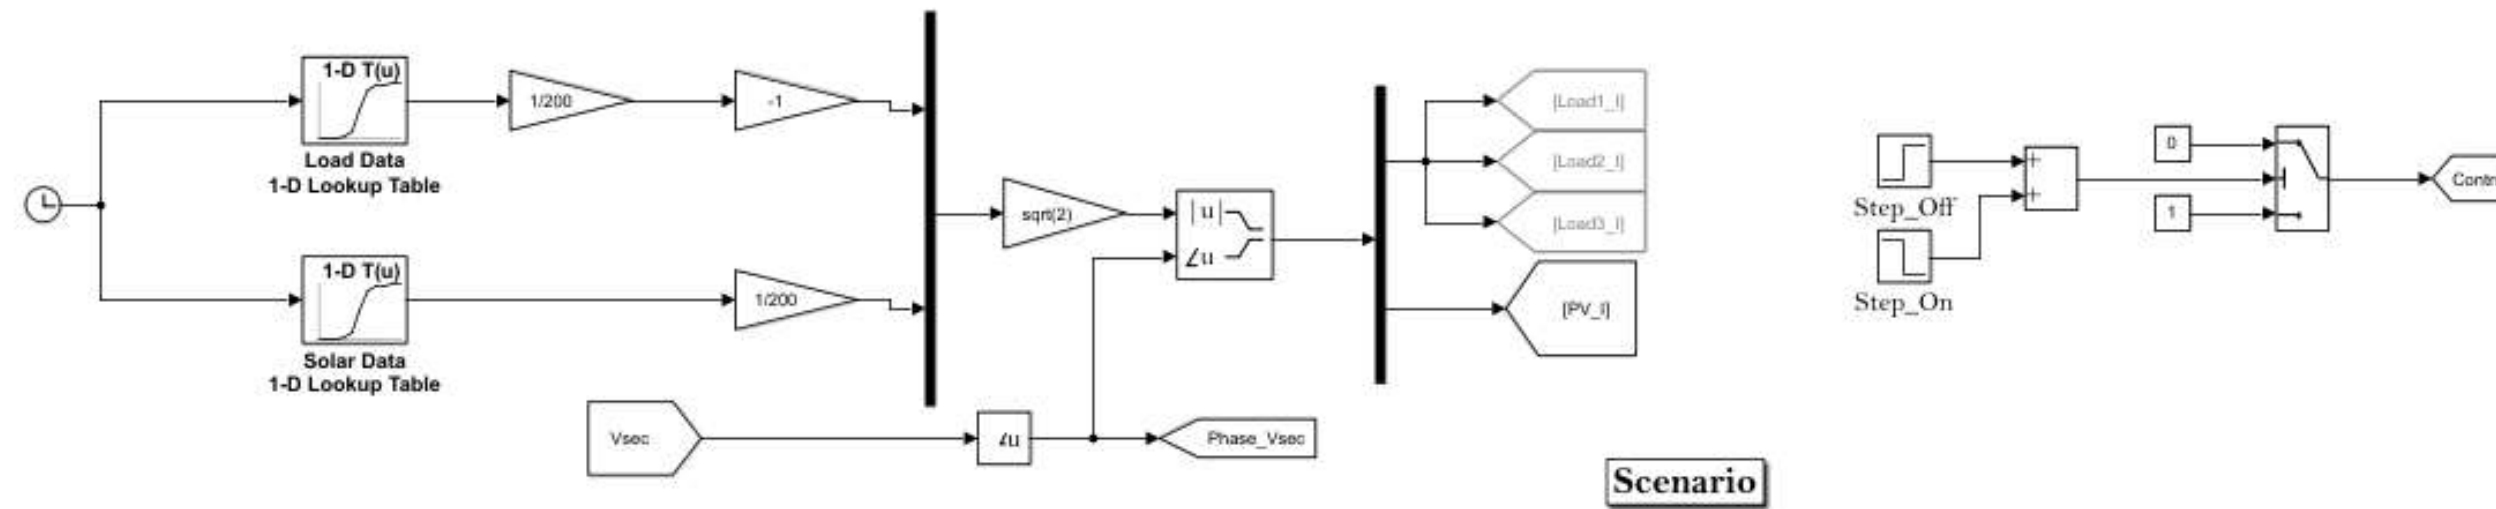 1-D T(u)
Load Data
1-D Lookup Table
1/200
-1
1-D T(u)
Solar Data
1-D Lookup Table
1/200
sqrt(2)
|u|
∠u
Vsec
∠u
Phase_Vsec
[Load1_I]
[Load2_I]
[Load3_I]
[PV_I]
Scenario
Step_Off
Step_On
+
+
0
1